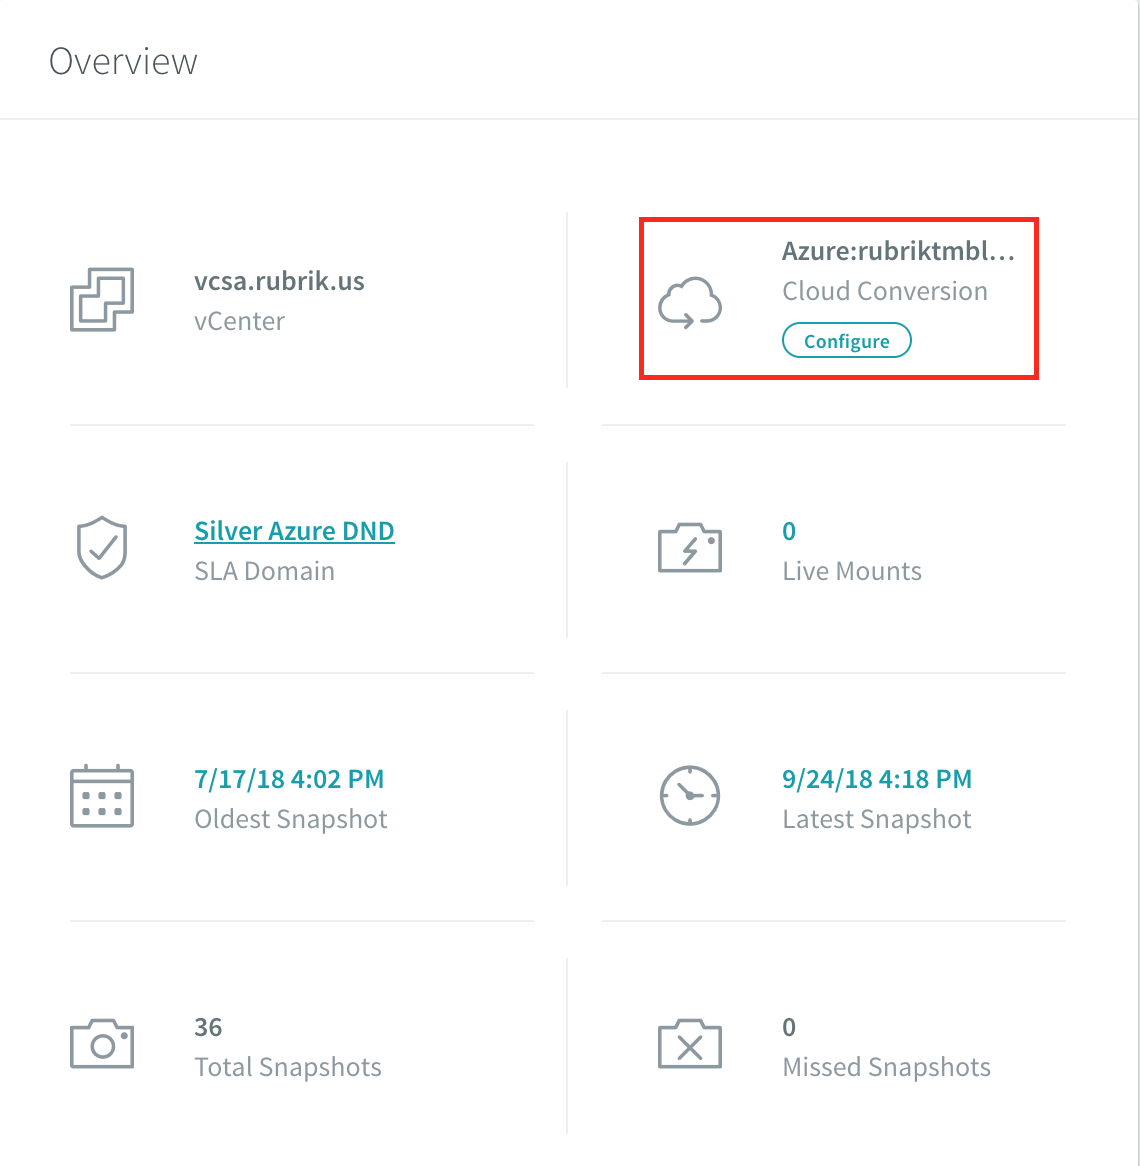 Overview
vcsa.rubrik.us
vCenter
Azure:rubriktmbl...
Cloud Conversion
Configure
Silver Azure DND
SLA Domain
0
Live Mounts
7/17/18 4:02 PM
Oldest Snapshot
9/24/18 4:18 PM
Latest Snapshot
36
Total Snapshots
0
Missed Snapshots